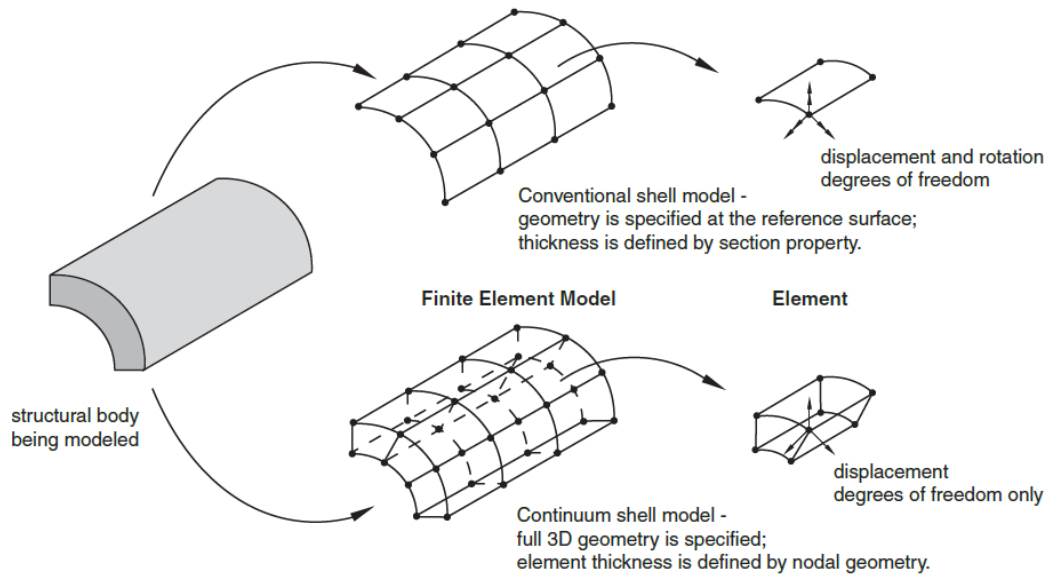 displacement and rotation
degrees of freedom
Conventional shell model -
geometry is specified at the reference surface;
thickness is defined by section property.
Finite Element Model
Element
structural body
being modeled
displacement
degrees of freedom only
Continuum shell model -
full 3D geometry is specified;
element thickness is defined by nodal geometry.